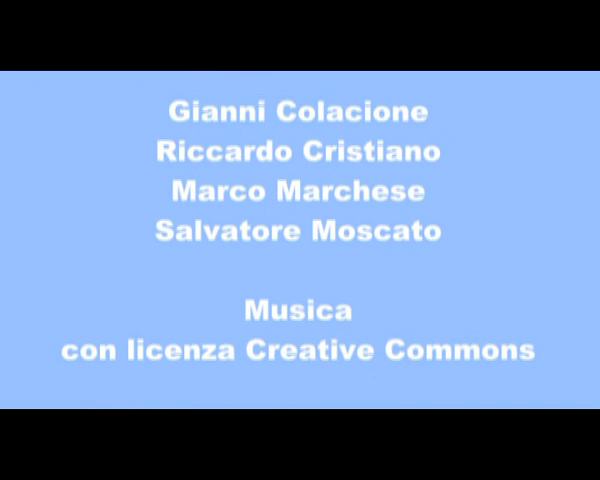 Gianni Colacione
Riccardo Cristiano
Marco Marchese
Salvatore Moscato
Musica
con licenza Creative Commons